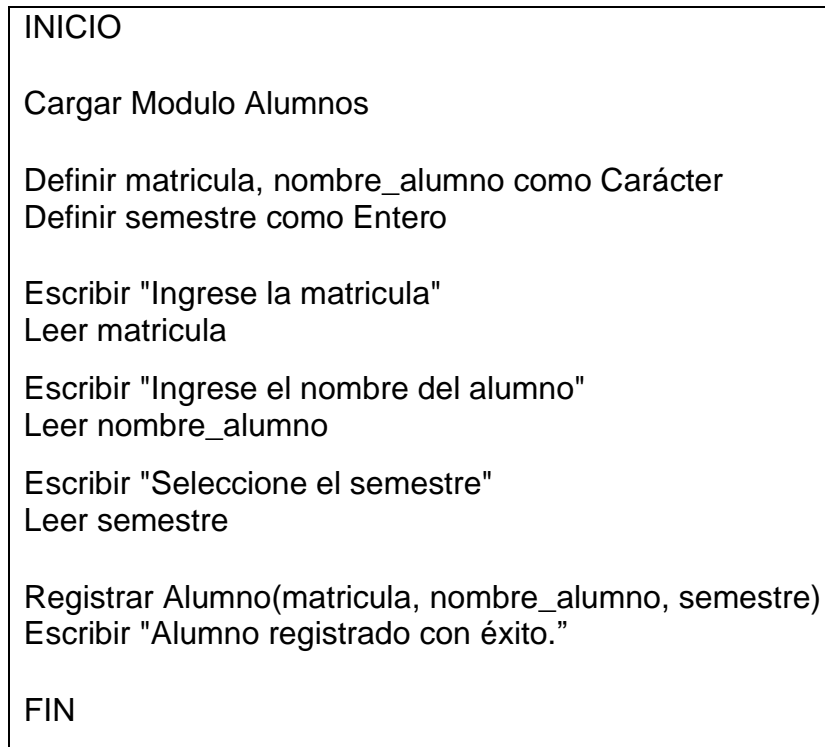 INICIO
Cargar Modulo Alumnos
Definir matricula, nombre_alumno como Carácter
Definir semestre como Entero
Escribir "Ingrese la matricula"
Leer matricula
Escribir "Ingrese el nombre del alumno"
Leer nombre_alumno
Escribir "Seleccione el semestre"
Leer semestre
Registrar Alumno(matricula, nombre_alumno, semestre)
Escribir "Alumno registrado con éxito.”
FIN